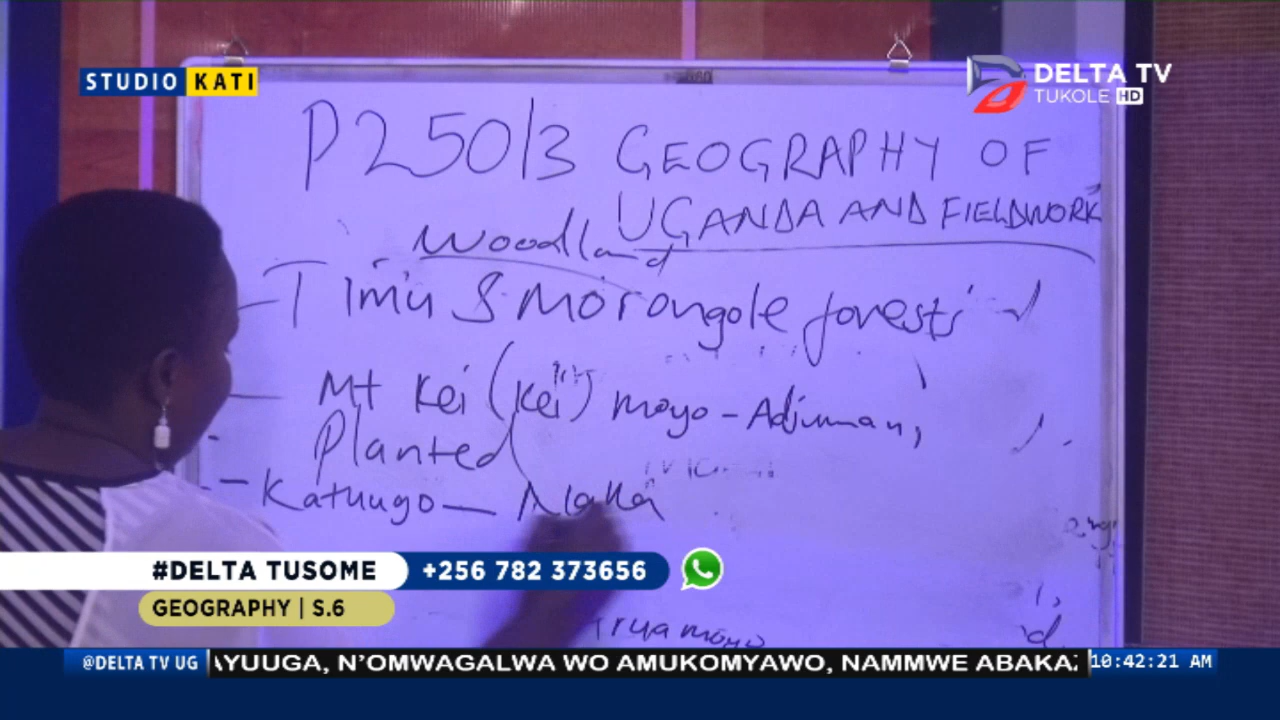 STUDIO KATI
DELTA TV
TUKOLE HD
P250/3 GEOGRAPHY OF
UGANDA AND FIELDWORK
Woodland
- Timu & Morongole forests
- Mt Kei (Kei) Moyo - Adjumani,
Planted
- Katuugo -
#DELTA TUSOME +256 782 373656
GEOGRAPHY | S.6
@DELTA TV UG AYUUGA, N'OMWAGALWA WO AMUKOMYAWO, NAMMWE ABAKA 10:42:21 AM